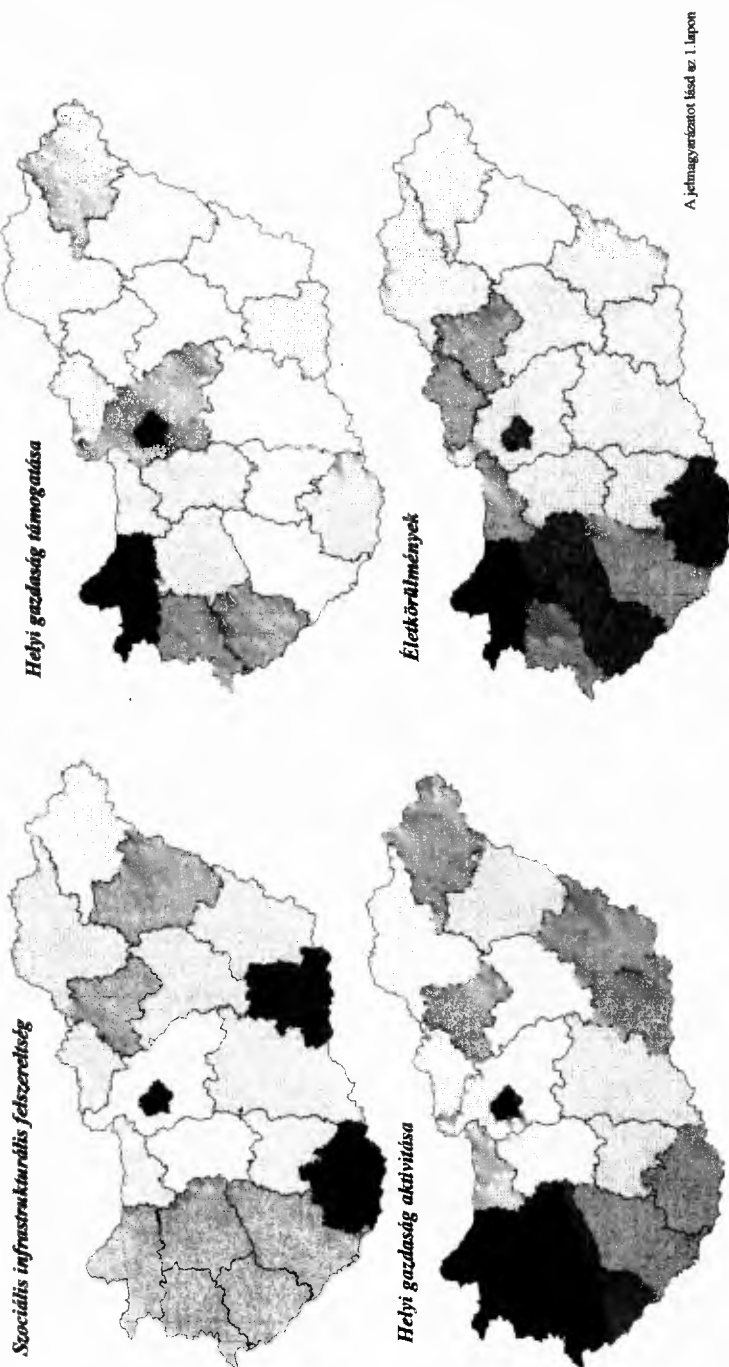 Szociális infrastrukturális felszereltség
Helyi gazdaság támogatása
Helyi gazdaság aktivitása
Életkörülmények
A jelmagyarázatot lásd az 1. lapon